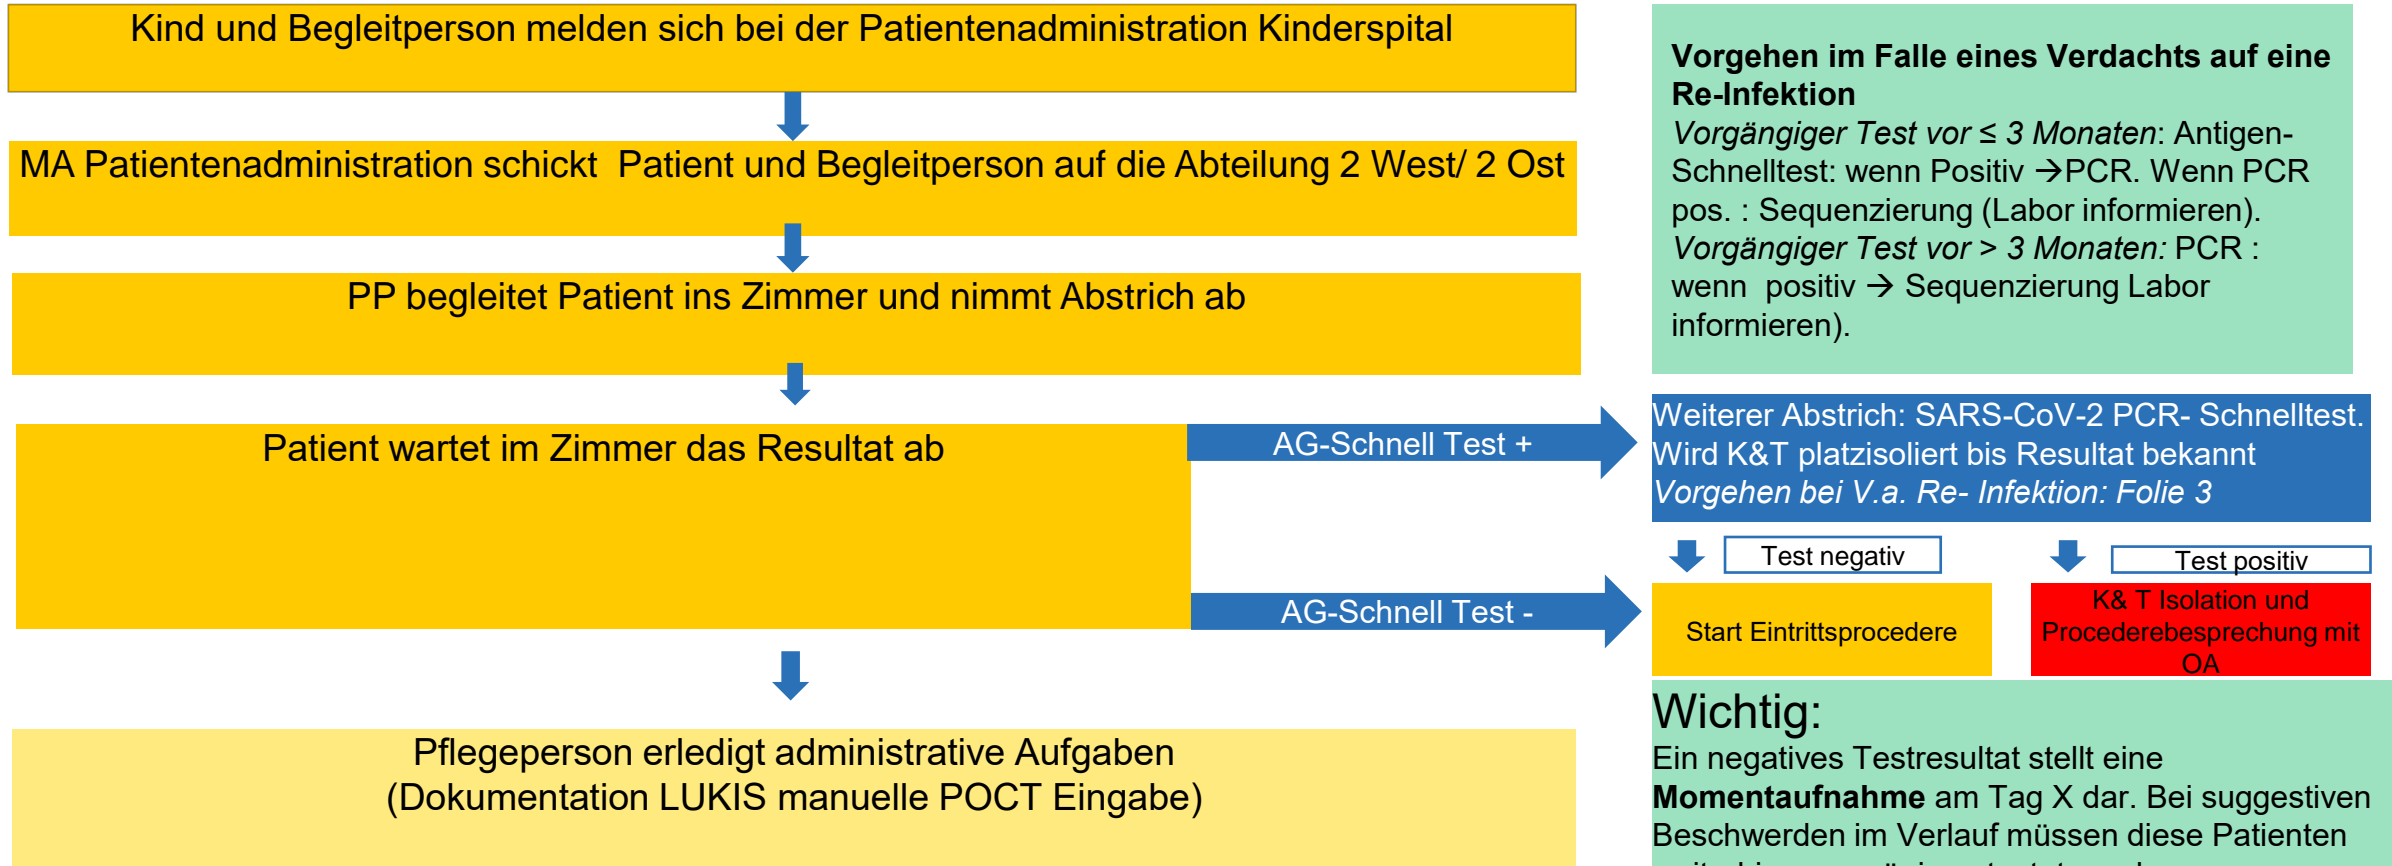 Kind und Begleitperson melden sich bei der Patientenadministration Kinderspital
MA Patientenadministration schickt  Patient und Begleitperson auf die Abteilung 2 West/ 2 Ost
PP begleitet Patient ins Zimmer und nimmt Abstrich ab
Patient wartet im Zimmer das Resultat ab
AG-Schnell Test +
AG-Schnell Test -
Pflegeperson erledigt administrative Aufgaben
(Dokumentation LUKIS manuelle POCT Eingabe)
Vorgehen im Falle eines Verdachts auf eine
Re-Infektion
Vorgängiger Test vor ≤ 3 Monaten: Antigen-
Schnelltest: wenn Positiv →PCR. Wenn PCR
pos. : Sequenzierung (Labor informieren).
Vorgängiger Test vor > 3 Monaten: PCR :
wenn  positiv → Sequenzierung Labor
informieren).
Weiterer Abstrich: SARS-CoV-2 PCR- Schnelltest.
Wird K&T platzisoliert bis Resultat bekannt
Vorgehen bei V.a. Re- Infektion: Folie 3
Test negativ
Test positiv
Start Eintrittsprocedere
K& T Isolation und
Procederebesprechung mit
OA
Wichtig:
Ein negatives Testresultat stellt eine
Momentaufnahme am Tag X dar. Bei suggestiven
Beschwerden im Verlauf müssen diese Patienten